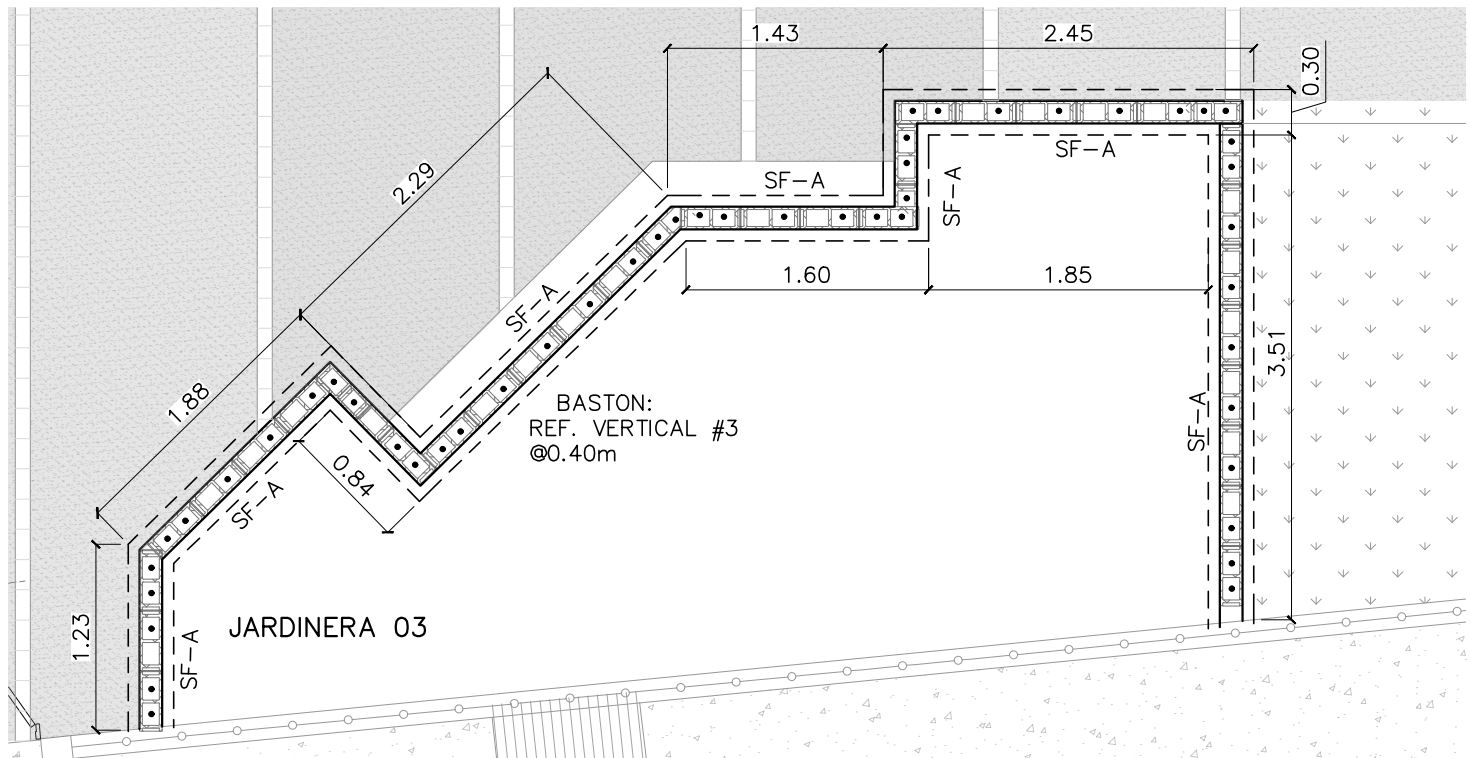 1.43
2.45
0.30
2.29
SF-A
SF-A
SF-A
1.60
1.85
SF-A
3.51
1.88
BASTON:
REF. VERTICAL #3
@0.40m
SF-A
0.84
SF-A
1.23
JARDINERA 03
SF-A